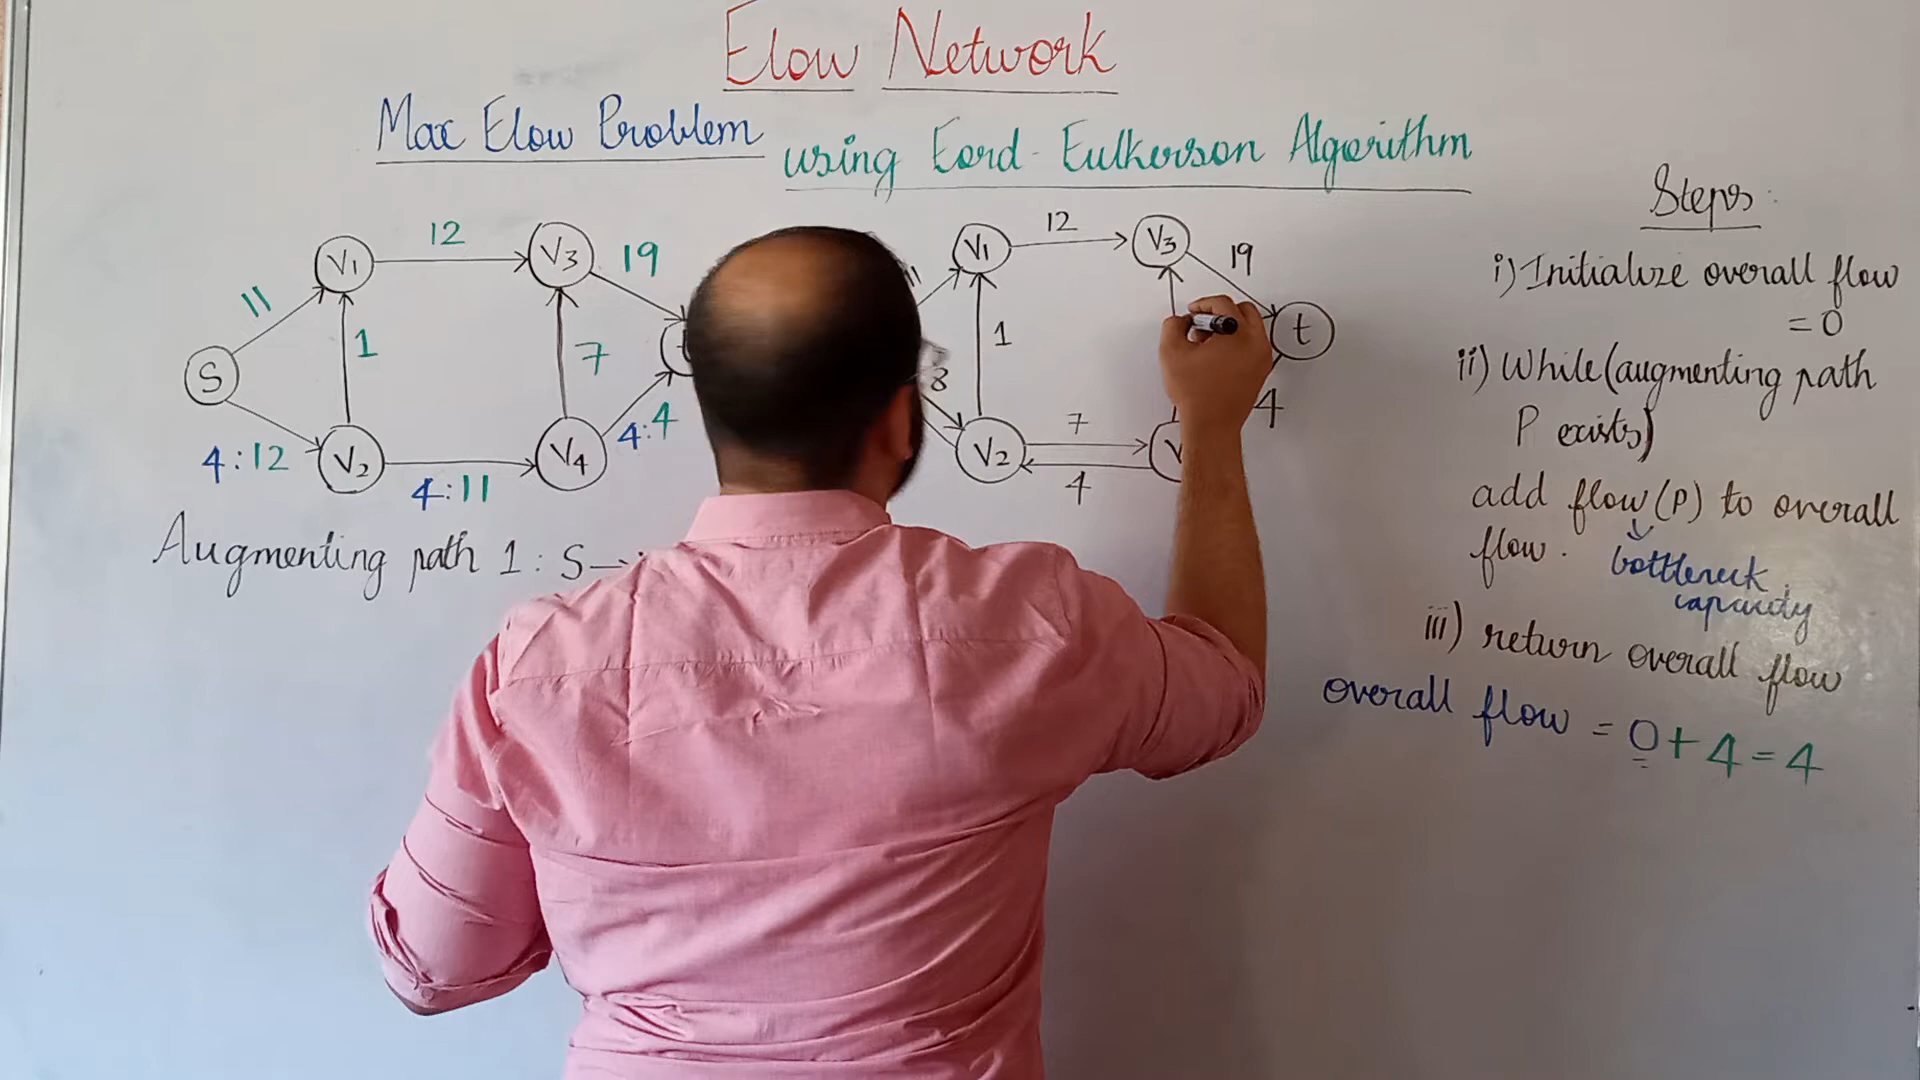 Flow Network
Max Flow Problem
using Ford-Fulkerson Algorithm
12
V1
V3
19
11
1
7
S
4:12
V2
4:11
V4
4:4
Augmenting path 1: S→
12
V1
V3
19
11
1
8
t
7
V2
4
4
Steps:
i) Initialize overall flow
= 0
ii) While(augmenting path
P exists)
add flow(P) to overall
flow.
bottleneck
capacity
iii) return overall flow
overall flow = 0 + 4 = 4